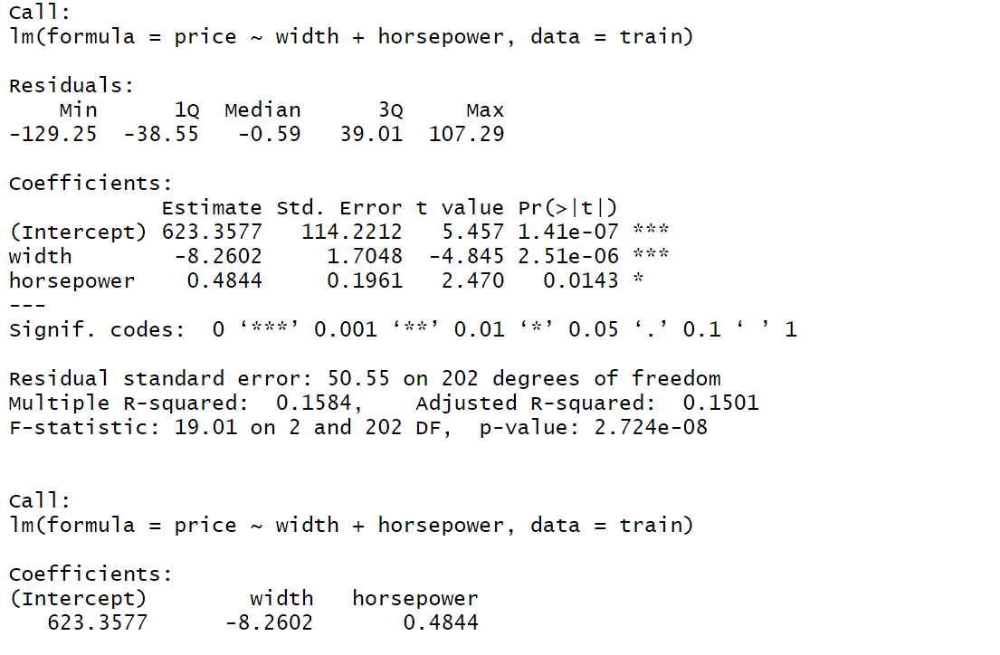 Call:
lm(formula = price ~ width + horsepower, data = train)
Residuals:
Min 1Q Median 3Q Max
-129.25 -38.55 -0.59 39.01 107.29
Coefficients:
Estimate Std. Error t value Pr(>|t|)
(Intercept) 623.3577 114.2212 5.457 1.41e-07 ***
width -8.2602 1.7048 -4.845 2.51e-06 ***
horsepower 0.4844 0.1961 2.470 0.0143 *
---
Signif. codes: 0 ‘***’ 0.001 ‘**’ 0.01 ‘*’ 0.05 ‘.’ 0.1 ‘ ’ 1
Residual standard error: 50.55 on 202 degrees of freedom
Multiple R-squared: 0.1584, Adjusted R-squared: 0.1501
F-statistic: 19.01 on 2 and 202 DF, p-value: 2.724e-08
Call:
lm(formula = price ~ width + horsepower, data = train)
Coefficients:
(Intercept) width horsepower
623.3577 -8.2602 0.4844